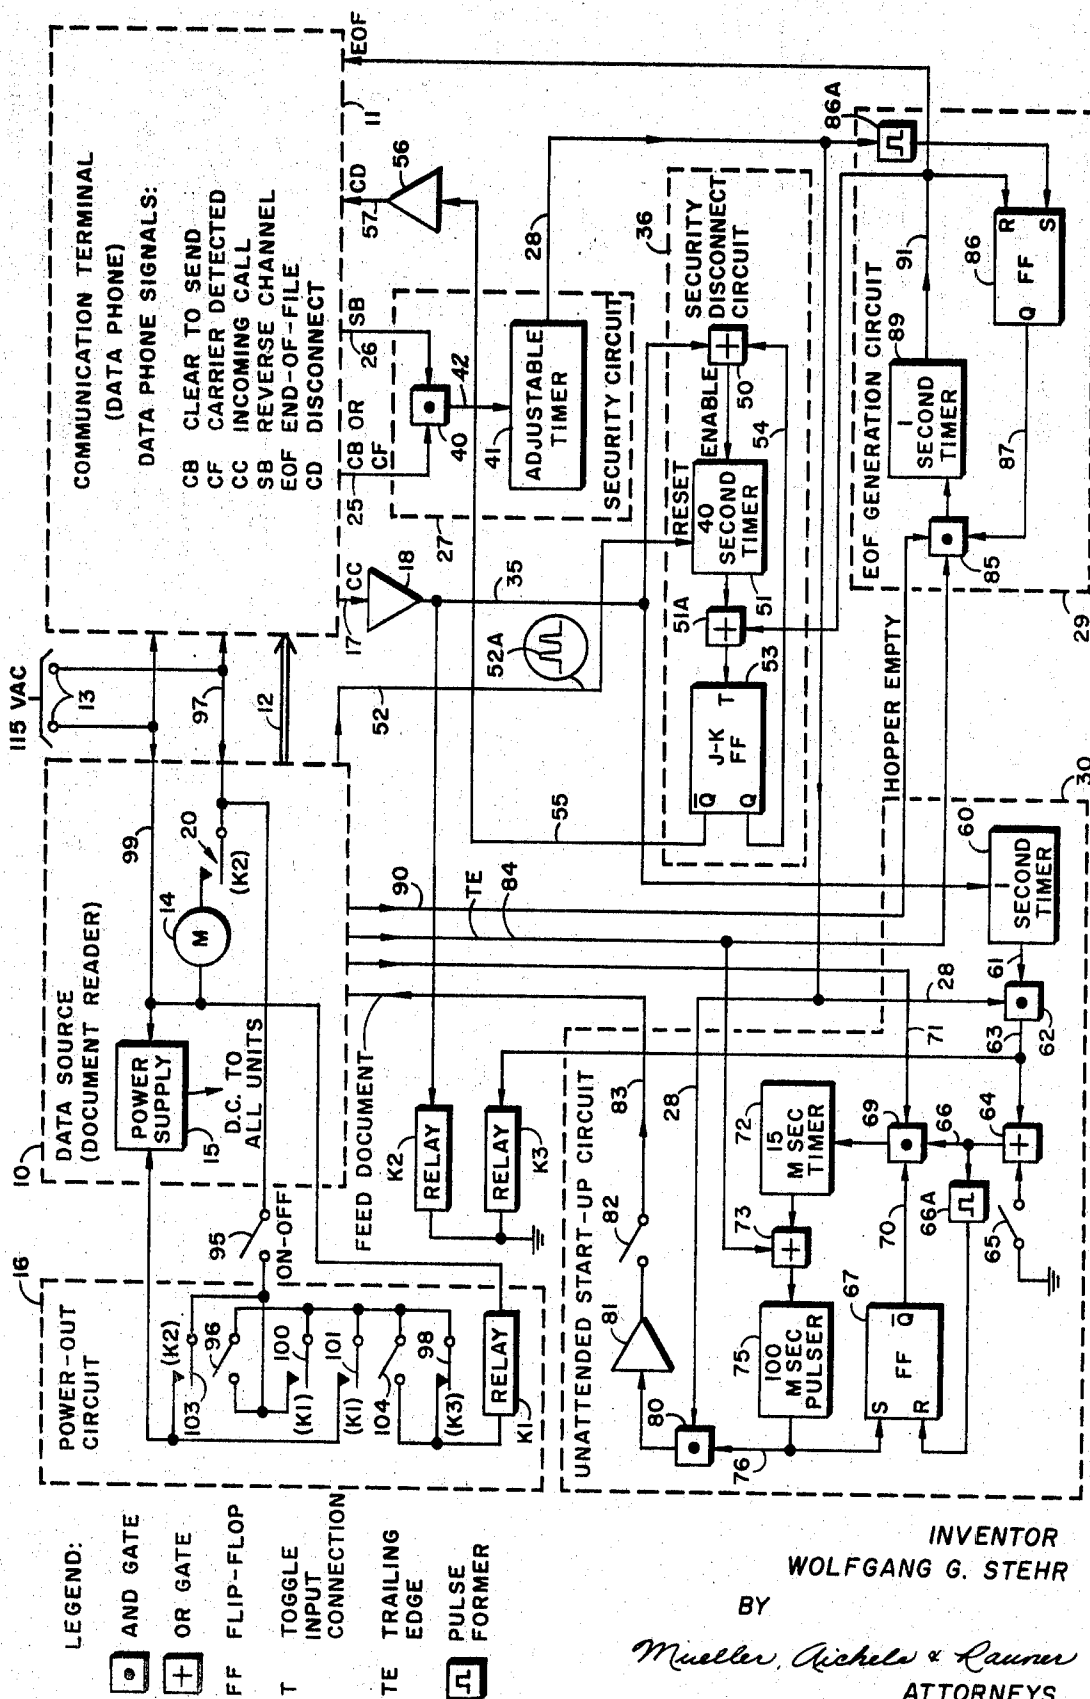 115 VAC
13
COMMUNICATION TERMINAL
(DATA PHONE)
DATA PHONE SIGNALS:
CB CLEAR TO SEND
CF CARRIER DETECTED
CC INCOMING CALL
SB REVERSE CHANNEL
EOF END-OF-FILE
CD DISCONNECT
11
EOF
97
12
99
10
DATA SOURCE
(DOCUMENT READER)
POWER
SUPPLY
15
D.C. TO
ALL UNITS
14
M
20
(K2)
16
POWER-OUT
CIRCUIT
95
ON-OFF
(K2)
103
96
(K1)
100
(K1)
101
104
98
(K3)
RELAY
K1
FEED DOCUMENT
K2
RELAY
RELAY
K3
17
CC
18
35
25
CB OR
CF
26
SB
57
CD
56
27
40
42
41
ADJUSTABLE
TIMER
SECURITY CIRCUIT
28
52
52A
36
SECURITY
DISCONNECT
CIRCUIT
RESET
ENABLE
50
40
SECOND
TIMER
51
51A
53
54
J-K
FF
T
Q
Q
55
90
TE
84
HOPPER EMPTY
30
86A
EOF GENERATION CIRCUIT
91
89
1
SECOND
TIMER
85
87
86
FF
R
S
Q
29
60
1
SECOND
TIMER
61
28
62
63
71
UNATTENDED START-UP CIRCUIT
83
82
81
28
80
72
15
M SEC
TIMER
73
75
100
M SEC
PULSER
76
69
70
66
64
66A
65
67
FF
Q
S
R
LEGEND:
AND GATE
OR GATE
FF FLIP-FLOP
T TOGGLE
INPUT
CONNECTION
TE TRAILING
EDGE
PULSE
FORMER
INVENTOR
WOLFGANG G. STEHR
BY
Mueller, Aichele & Rauner
ATTORNEYS